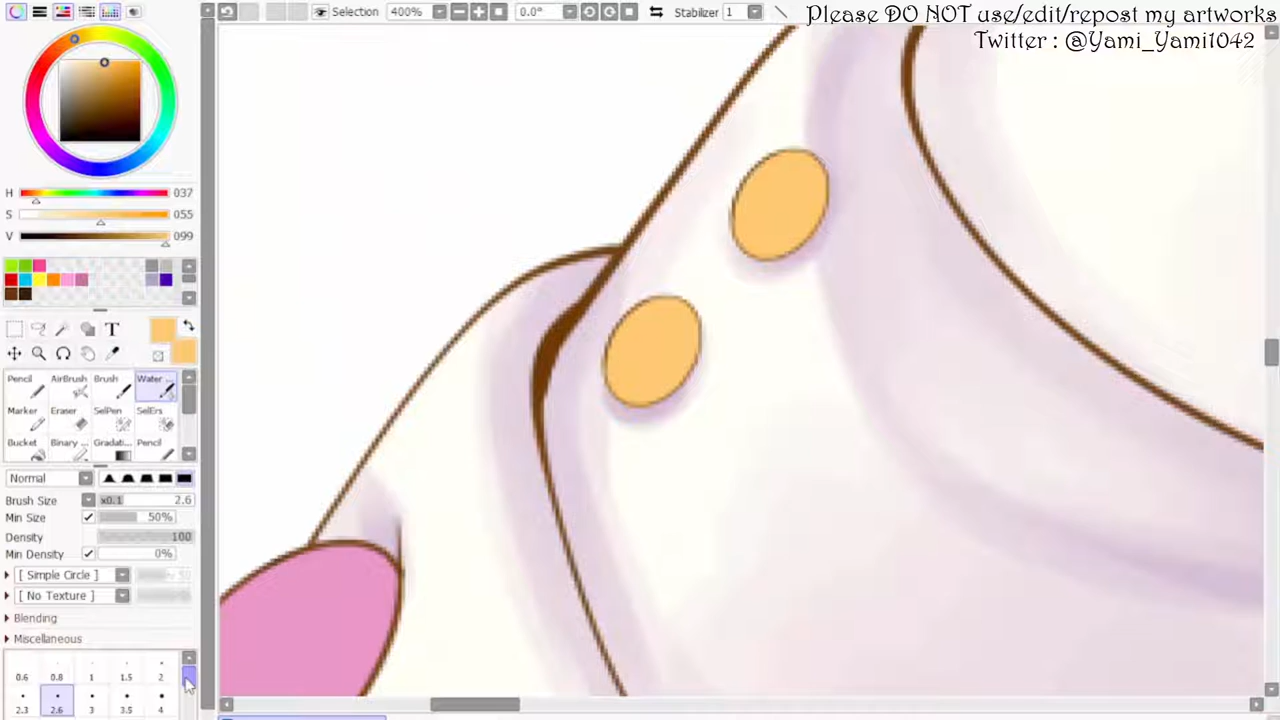 Selection 400% 0.0° Stabilizer 1
Please DO NOT use/edit/repost my artworks
Twitter : @Yami_Yami1042
H 037
S 055
V 099
T
Pencil AirBrush Brush Water ...
Marker Eraser SelPen SelErs
Bucket Binary ... Gradati... Pencil
Normal
Brush Size x0.1 2.6
Min Size 50%
Density 100
Min Density 0%
[ Simple Circle ]
[ No Texture ]
Blending
Miscellaneous
0.6 0.8 1 1.5 2
2.3 2.6 3 3.5 4